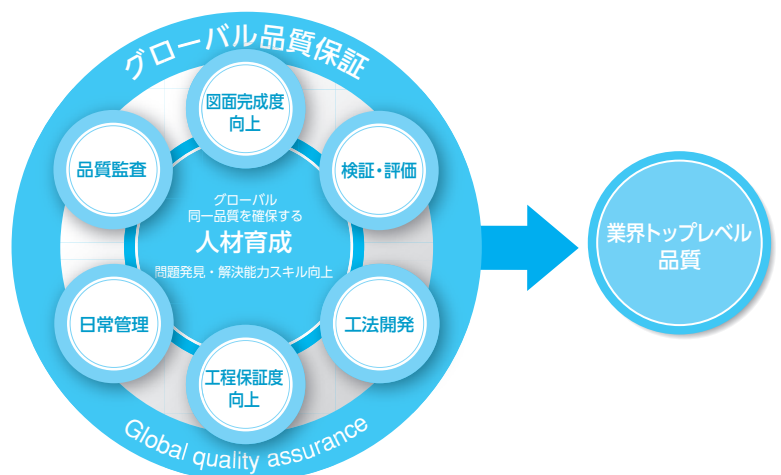 グローバル品質保証
図面完成度
向上
品質監査
検証・評価
グローバル
同一品質を確保する
人材育成
問題発見・解決能力スキル向上
業界トップレベル
品質
日常管理
工法開発
工程保証度
向上
Global quality assurance